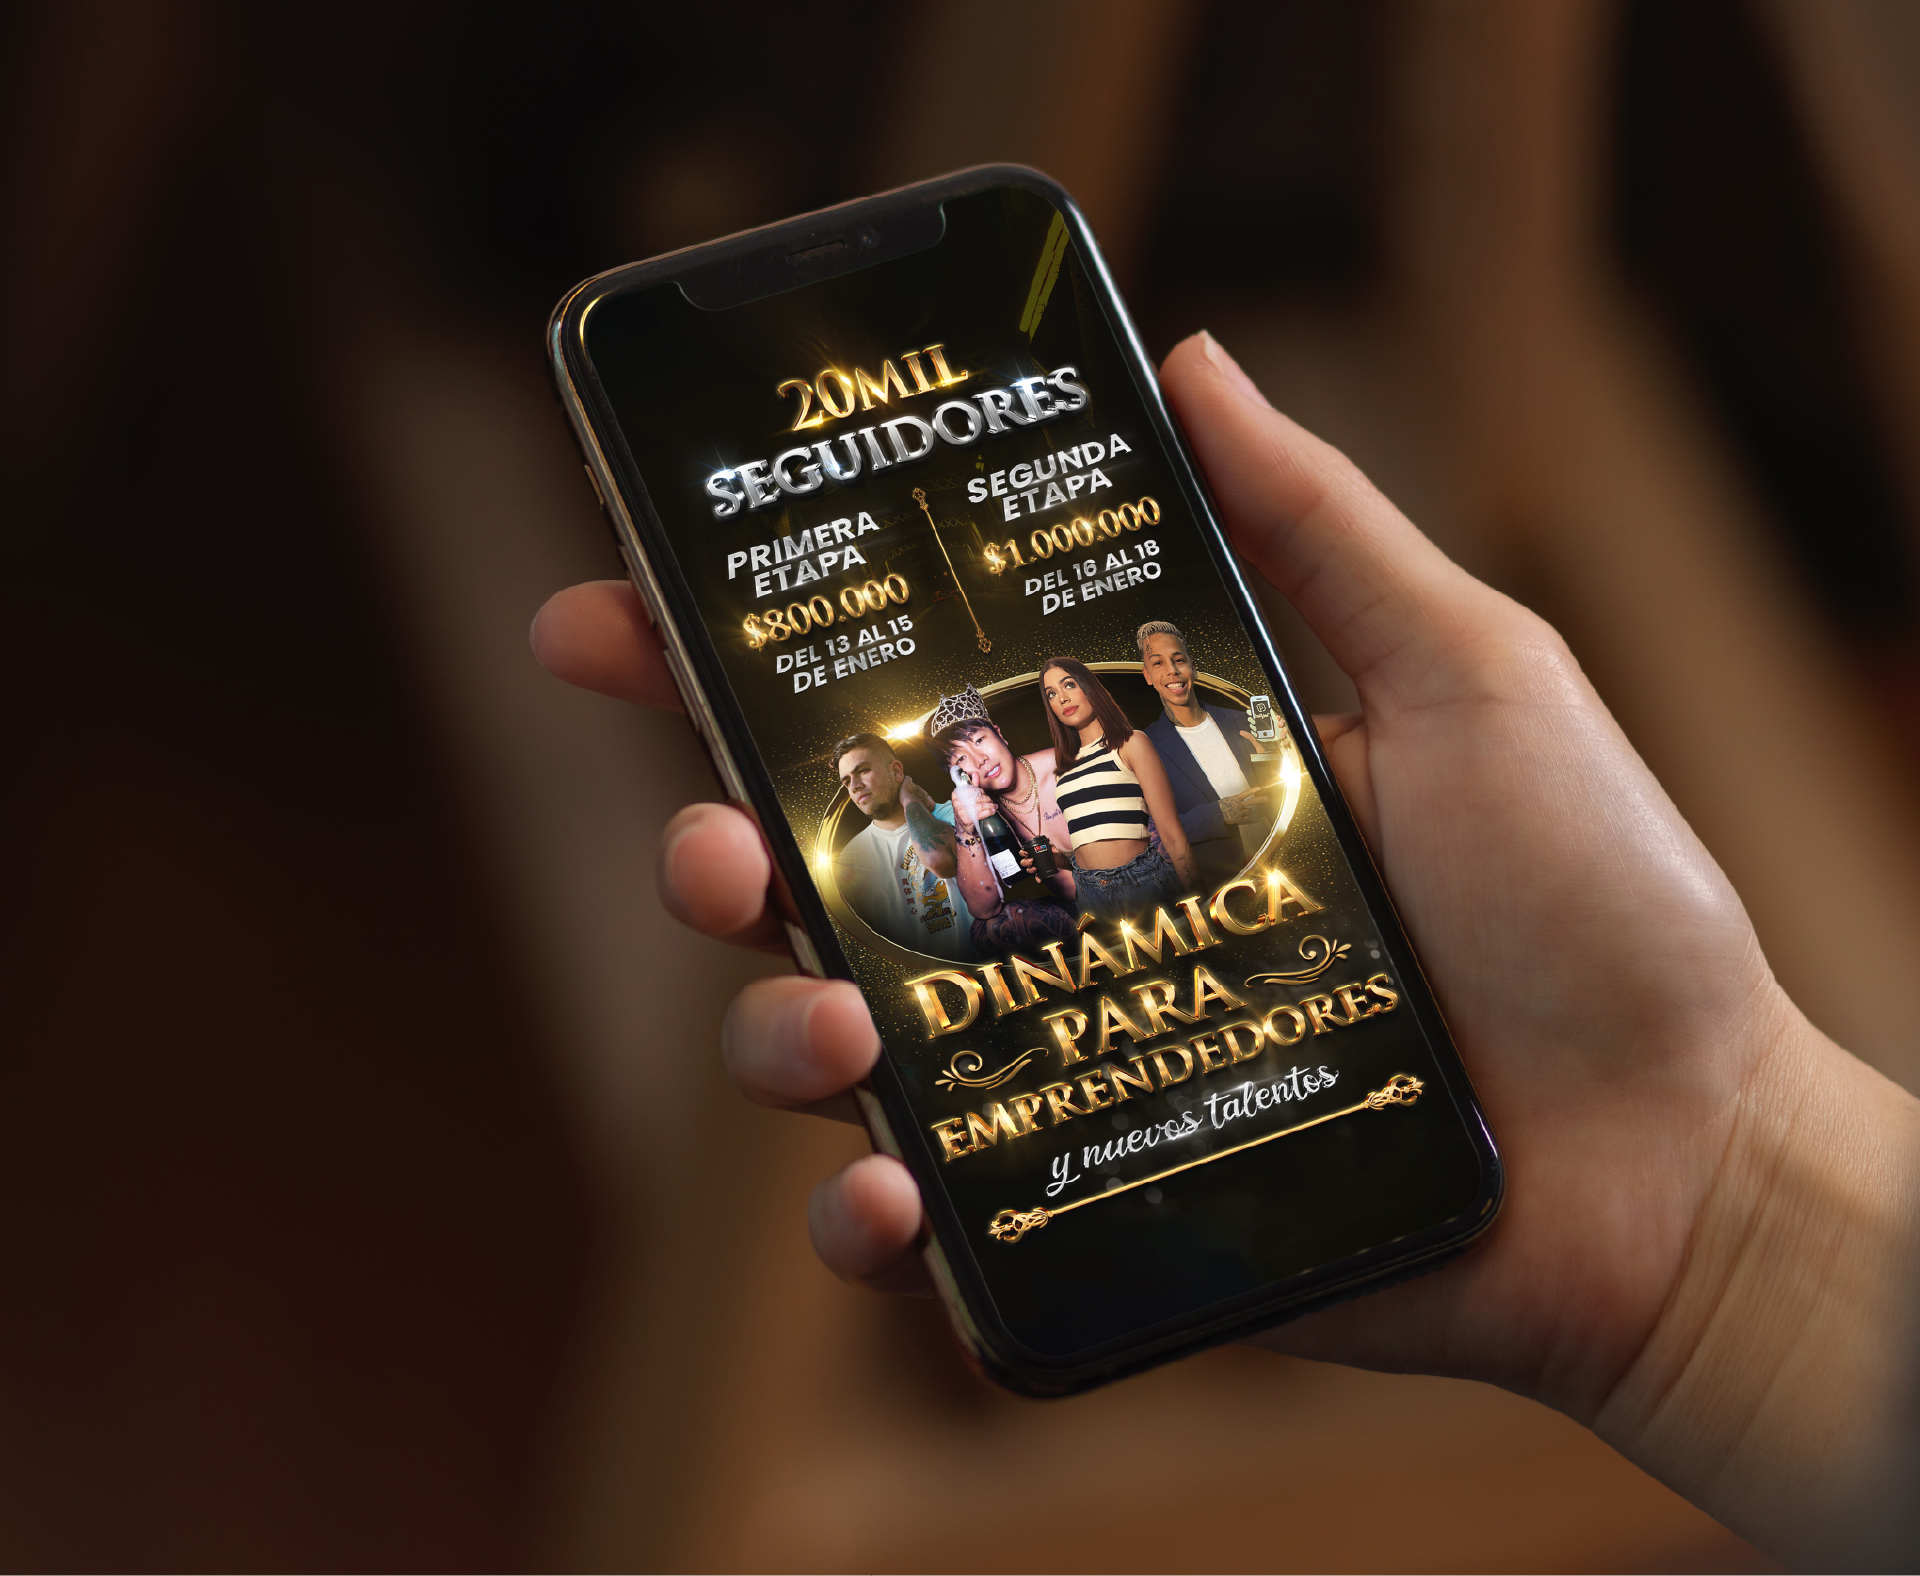 20MIL
SEGUIDORES
PRIMERA
ETAPA
$800.000
DEL 13 AL 15
DE ENERO
SEGUNDA
ETAPA
$1.000.000
DEL 16 AL 18
DE ENERO
DINÁMICA
PARA
EMPRENDEDORES
y nuevos talentos